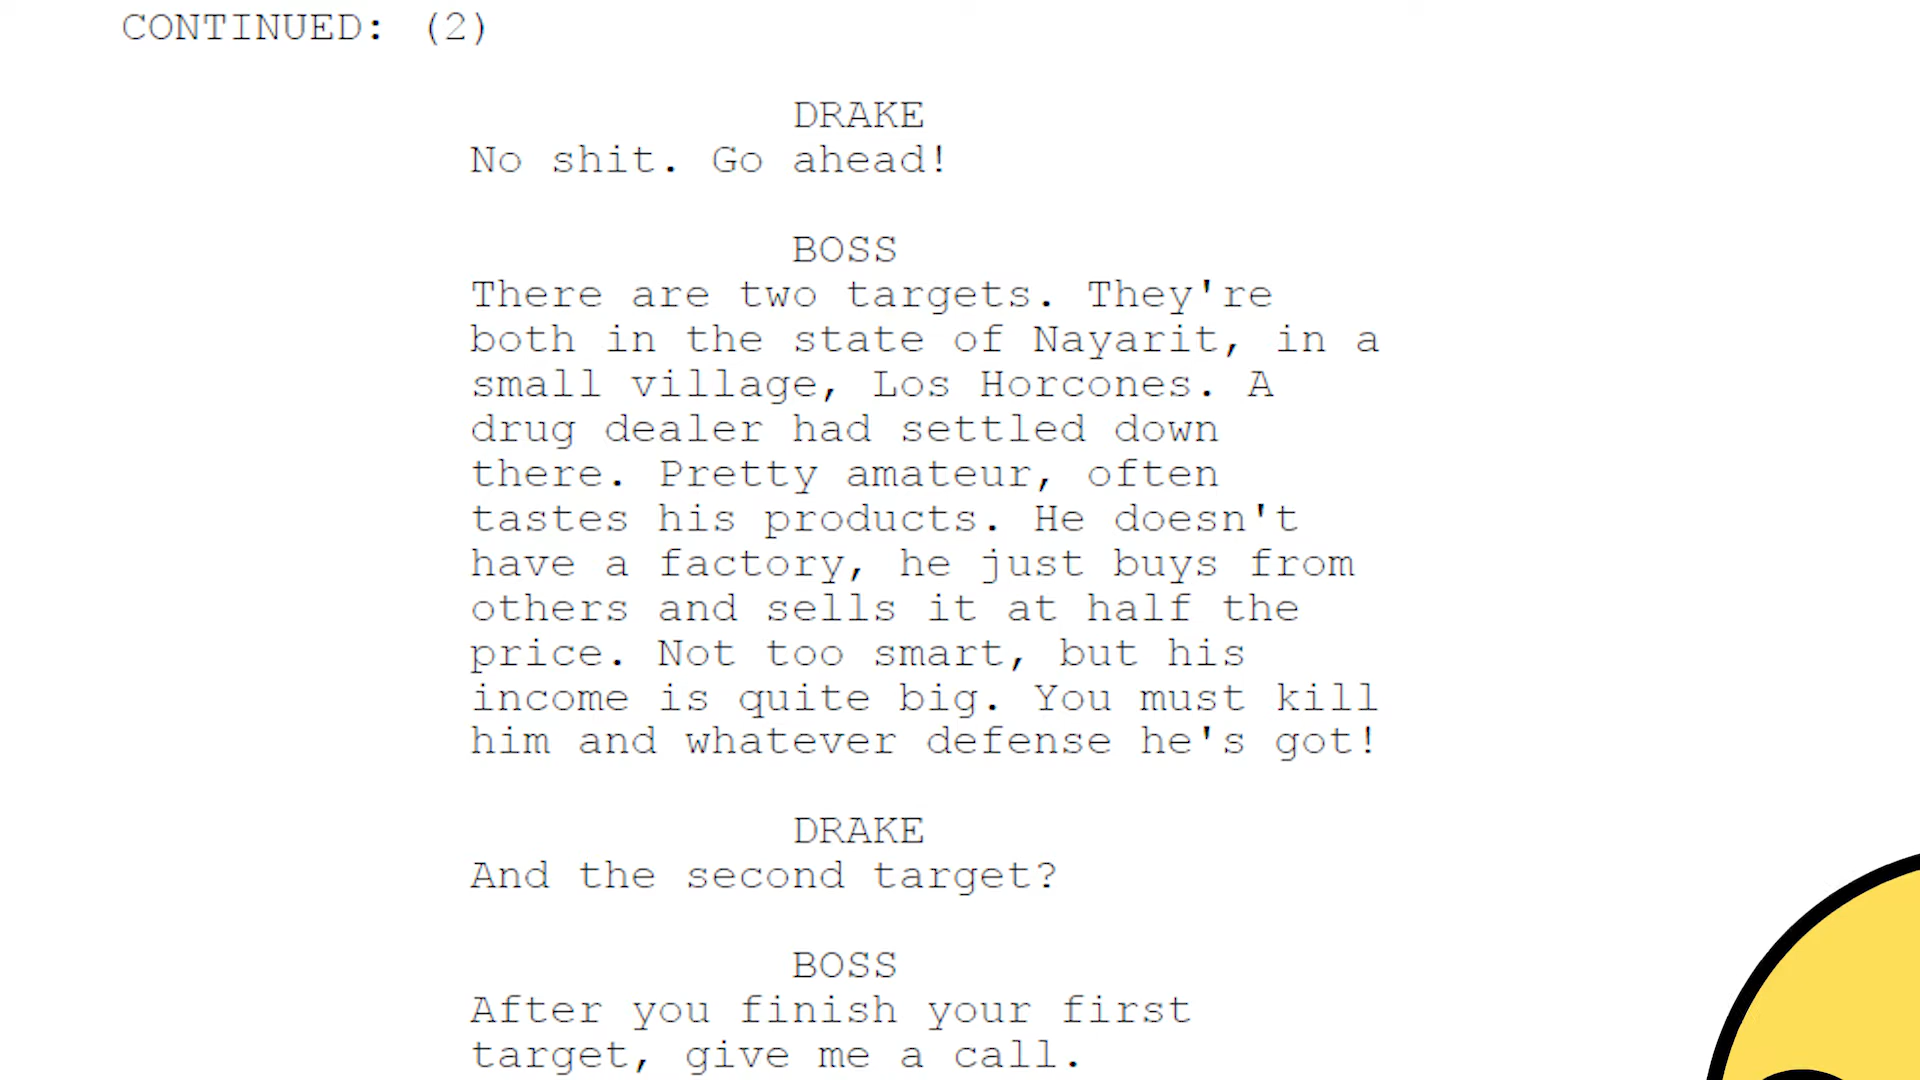 CONTINUED: (2)
DRAKE
No shit. Go ahead!
BOSS
There are two targets. They're
both in the state of Nayarit, in a
small village, Los Horcones. A
drug dealer had settled down
there. Pretty amateur, often
tastes his products. He doesn't
have a factory, he just buys from
others and sells it at half the
price. Not too smart, but his
income is quite big. You must kill
him and whatever defense he's got!
DRAKE
And the second target?
BOSS
After you finish your first
target, give me a call.